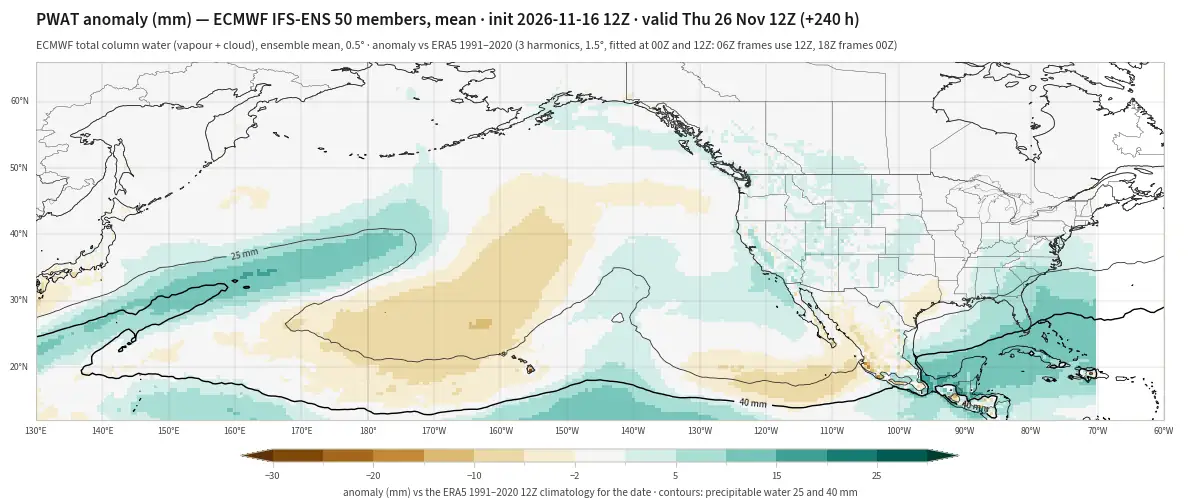 PWAT anomaly (mm) — ECMWF IFS-ENS 50 members, mean · init 2026-11-16 12Z · valid Thu 26 Nov 12Z (+240 h)
ECMWF total column water (vapour + cloud), ensemble mean, 0.5° · anomaly vs ERA5 1991–2020 (3 harmonics, 1.5°, fitted at 00Z and 12Z: 06Z frames use 12Z, 18Z frames 00Z)
60°N
50°N
40°N
30°N
20°N
25 mm
40 mm
40 mm
130°E 140°E 150°E 160°E 170°E 180° 170°W 160°W 150°W 140°W 130°W 120°W 110°W 100°W 90°W 80°W 70°W 60°W
−30 −20 −10 −2 5 15 25
anomaly (mm) vs the ERA5 1991–2020 12Z climatology for the date · contours: precipitable water 25 and 40 mm